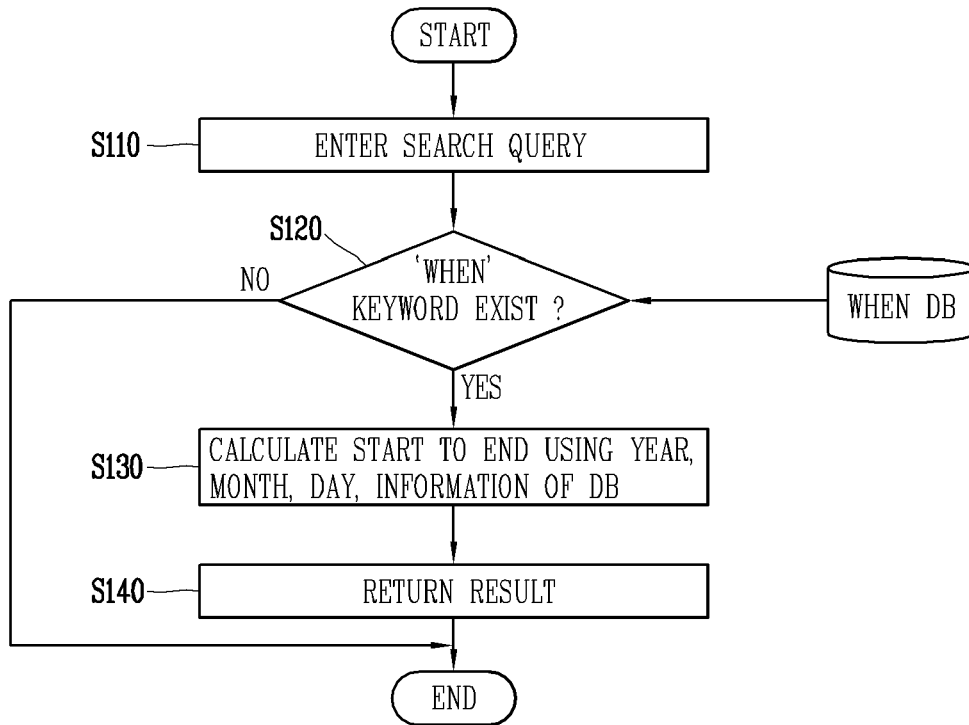 START
S110
ENTER SEARCH QUERY
S120
'WHEN'
KEYWORD EXIST ?
NO
WHEN DB
YES
S130
CALCULATE START TO END USING YEAR,
MONTH, DAY, INFORMATION OF DB
S140
RETURN RESULT
END